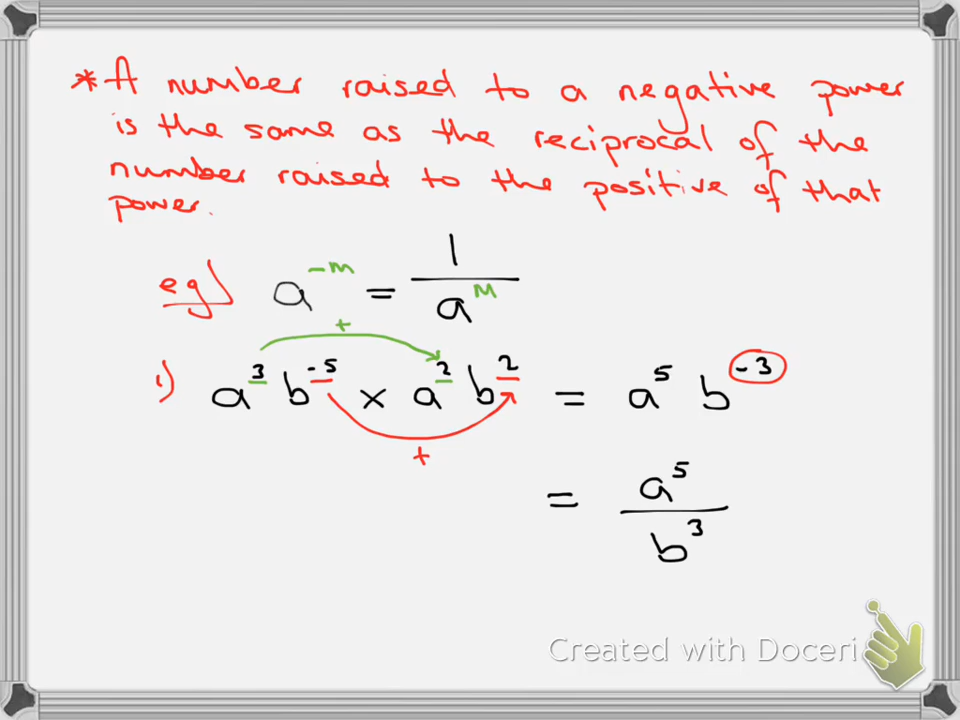 * A number raised to a negative power
is the same as the reciprocal of the
number raised to the positive of that
power.
eg) a^{-m} = 1/a^m
+
1) a^3 b^{-5} × a^2 b^2 = a^5 b^{-3}
+
= a^5/b^3
Created with Doceri